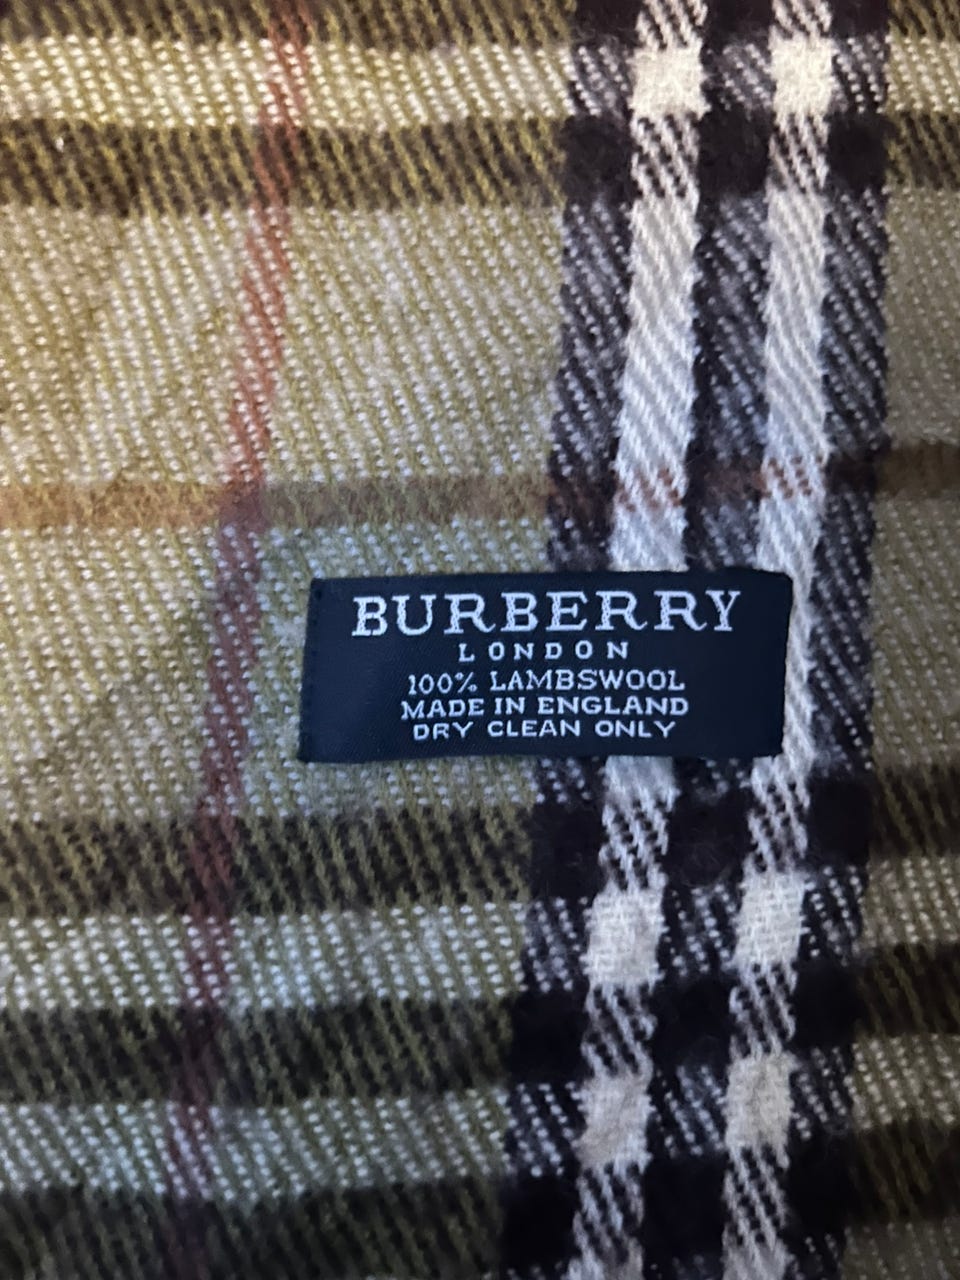 BURBERRY
LONDON
100% LAMBSWOOL
MADE IN ENGLAND
DRY CLEAN ONLY